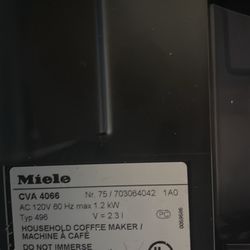 Miele
CVA 4066 Nr. 75 / 703064042 1A0
AC 120V 60 Hz max 1.2 kW
Typ 496 V = 2.3 l
HOUSEHOLD COFFEE MAKER /
MACHINE À CAFÉ
DO NOT IMMERSE